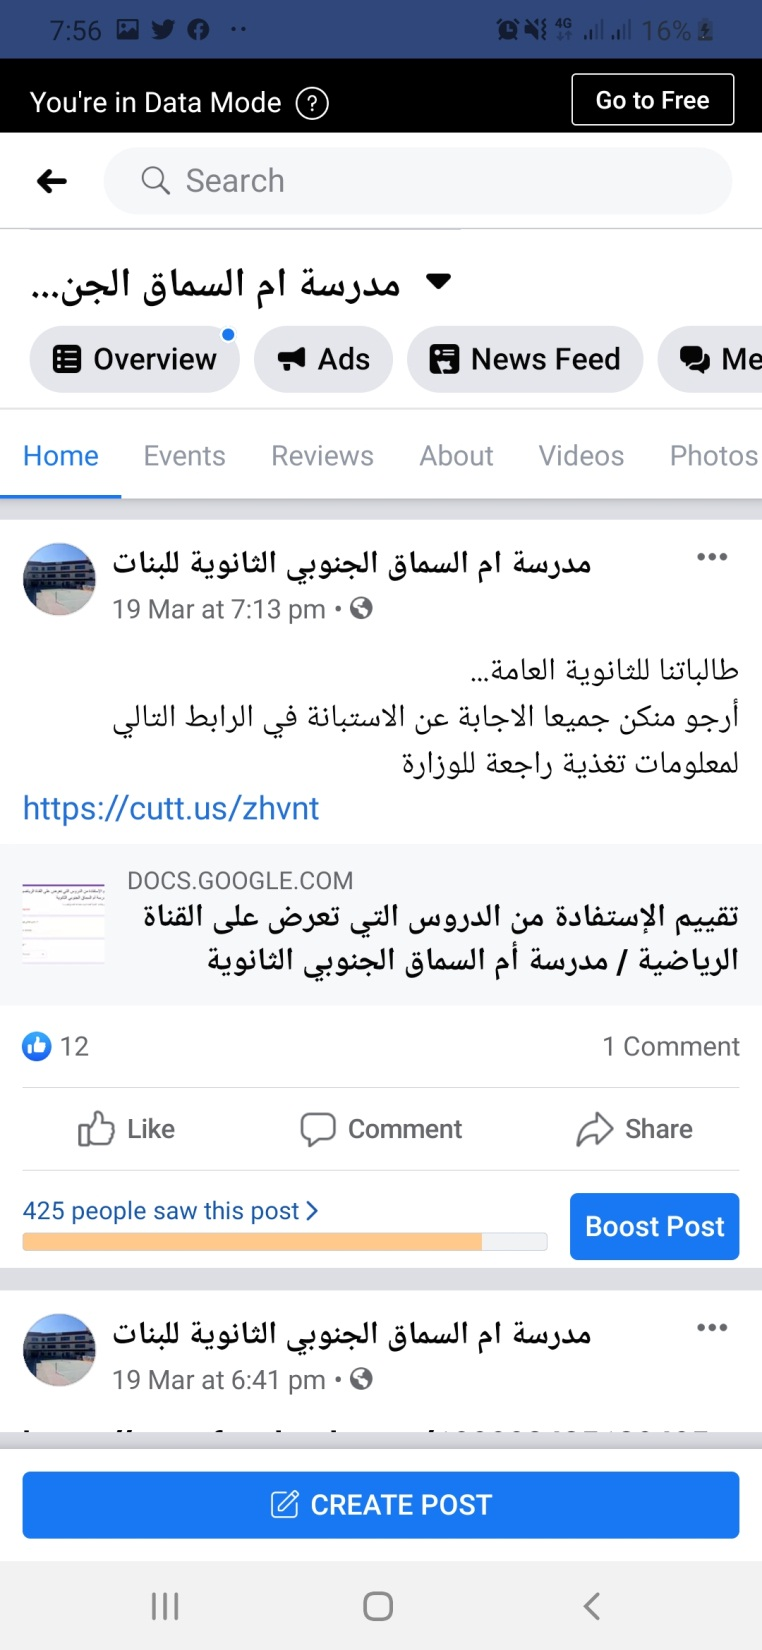 7:56
4G
16%
You're in Data Mode ?
Go to Free
Search
مدرسة ام السماق الجن...
Overview
Ads
News Feed
Me
Home
Events
Reviews
About
Videos
Photos
مدرسة ام السماق الجنوبي الثانوية للبنات
19 Mar at 7:13 pm •
طالباتنا للثانوية العامة...
أرجو منكن جميعا الاجابة عن الاستبانة في الرابط التالي
لمعلومات تغذية راجعة للوزارة
https://cutt.us/zhvnt
DOCS.GOOGLE.COM
تقييم الإستفادة من الدروس التي تعرض على القناة
الرياضية / مدرسة أم السماق الجنوبي الثانوية
12
1 Comment
Like
Comment
Share
425 people saw this post
Boost Post
مدرسة ام السماق الجنوبي الثانوية للبنات
19 Mar at 6:41 pm •
CREATE POST